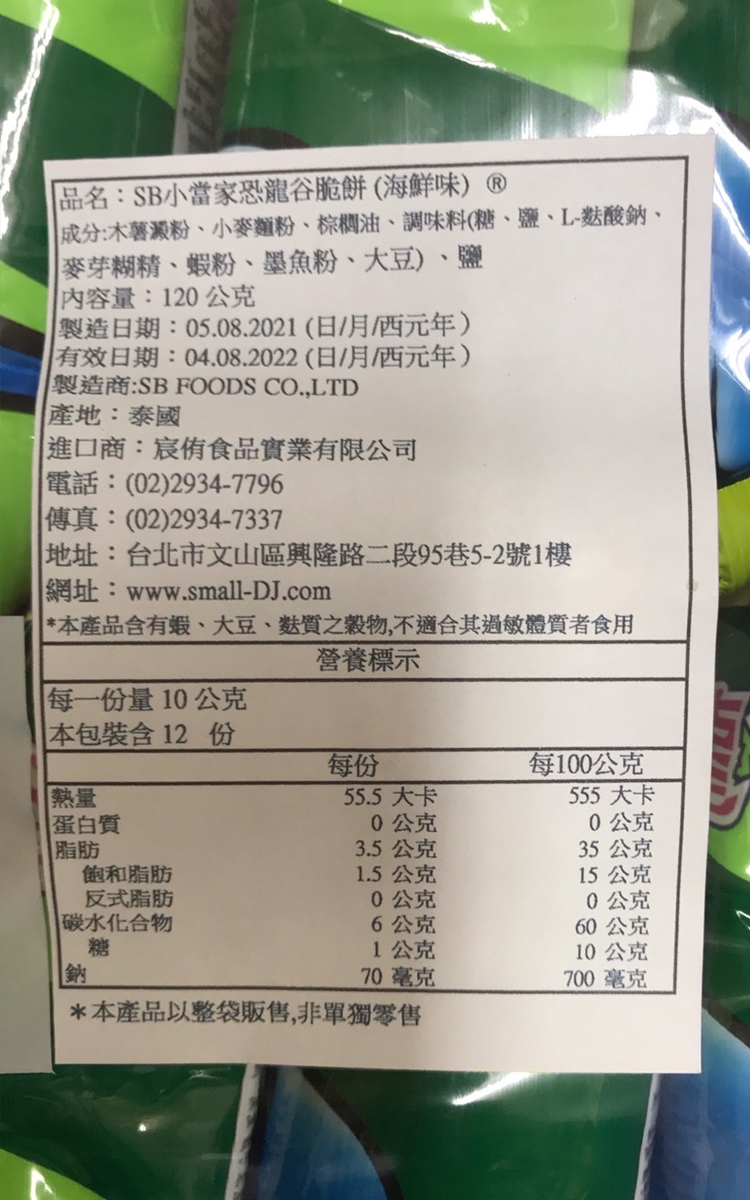 品名：SB小當家恐龍谷脆餅 (海鮮味) ®
成分:木薯澱粉、小麥麵粉、棕櫚油、調味料(糖、鹽、L-麩酸鈉、
麥芽糊精、蝦粉、墨魚粉、大豆)、鹽
內容量：120 公克
製造日期：05.08.2021 (日/月/西元年)
有效日期：04.08.2022 (日/月/西元年)
製造商:SB FOODS CO.,LTD
產地：泰國
進口商：宸侑食品實業有限公司
電話：(02)2934-7796
傳真：(02)2934-7337
地址：台北市文山區興隆路二段95巷5-2號1樓
網址：www.small-DJ.com
*本產品含有蝦、大豆、麩質之穀物,不適合其過敏體質者食用
營養標示
每一份量 10 公克
本包裝含 12 份
每份 每100公克
熱量 55.5 大卡 555 大卡
蛋白質 0 公克 0 公克
脂肪 3.5 公克 35 公克
飽和脂肪 1.5 公克 15 公克
反式脂肪 0 公克 0 公克
碳水化合物 6 公克 60 公克
糖 1 公克 10 公克
鈉 70 毫克 700 毫克
＊本產品以整袋販售,非單獨零售